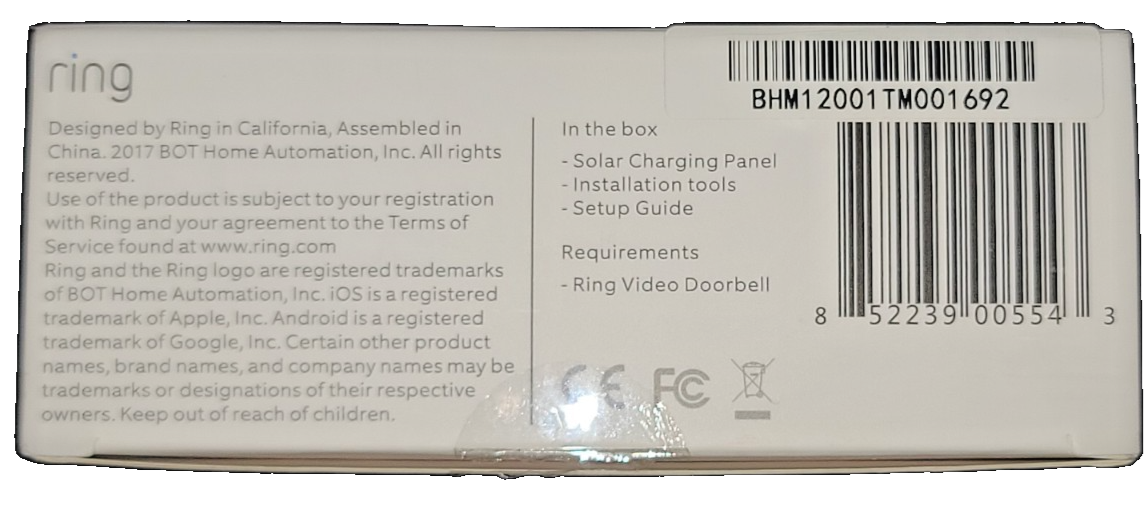 ring
Designed by Ring in California, Assembled in
China. 2017 BOT Home Automation, Inc. All rights
reserved.
Use of the product is subject to your registration
with Ring and your agreement to the Terms of
Service found at www.ring.com
Ring and the Ring logo are registered trademarks
of BOT Home Automation, Inc. iOS is a registered
trademark of Apple, Inc. Android is a registered
trademark of Google, Inc. Certain other product
names, brand names, and company names may be
trademarks or designations of their respective
owners. Keep out of reach of children.
In the box
- Solar Charging Panel
- Installation tools
- Setup Guide
Requirements
- Ring Video Doorbell
CE FC
BHM12001TM001692
8 52239 00554 3